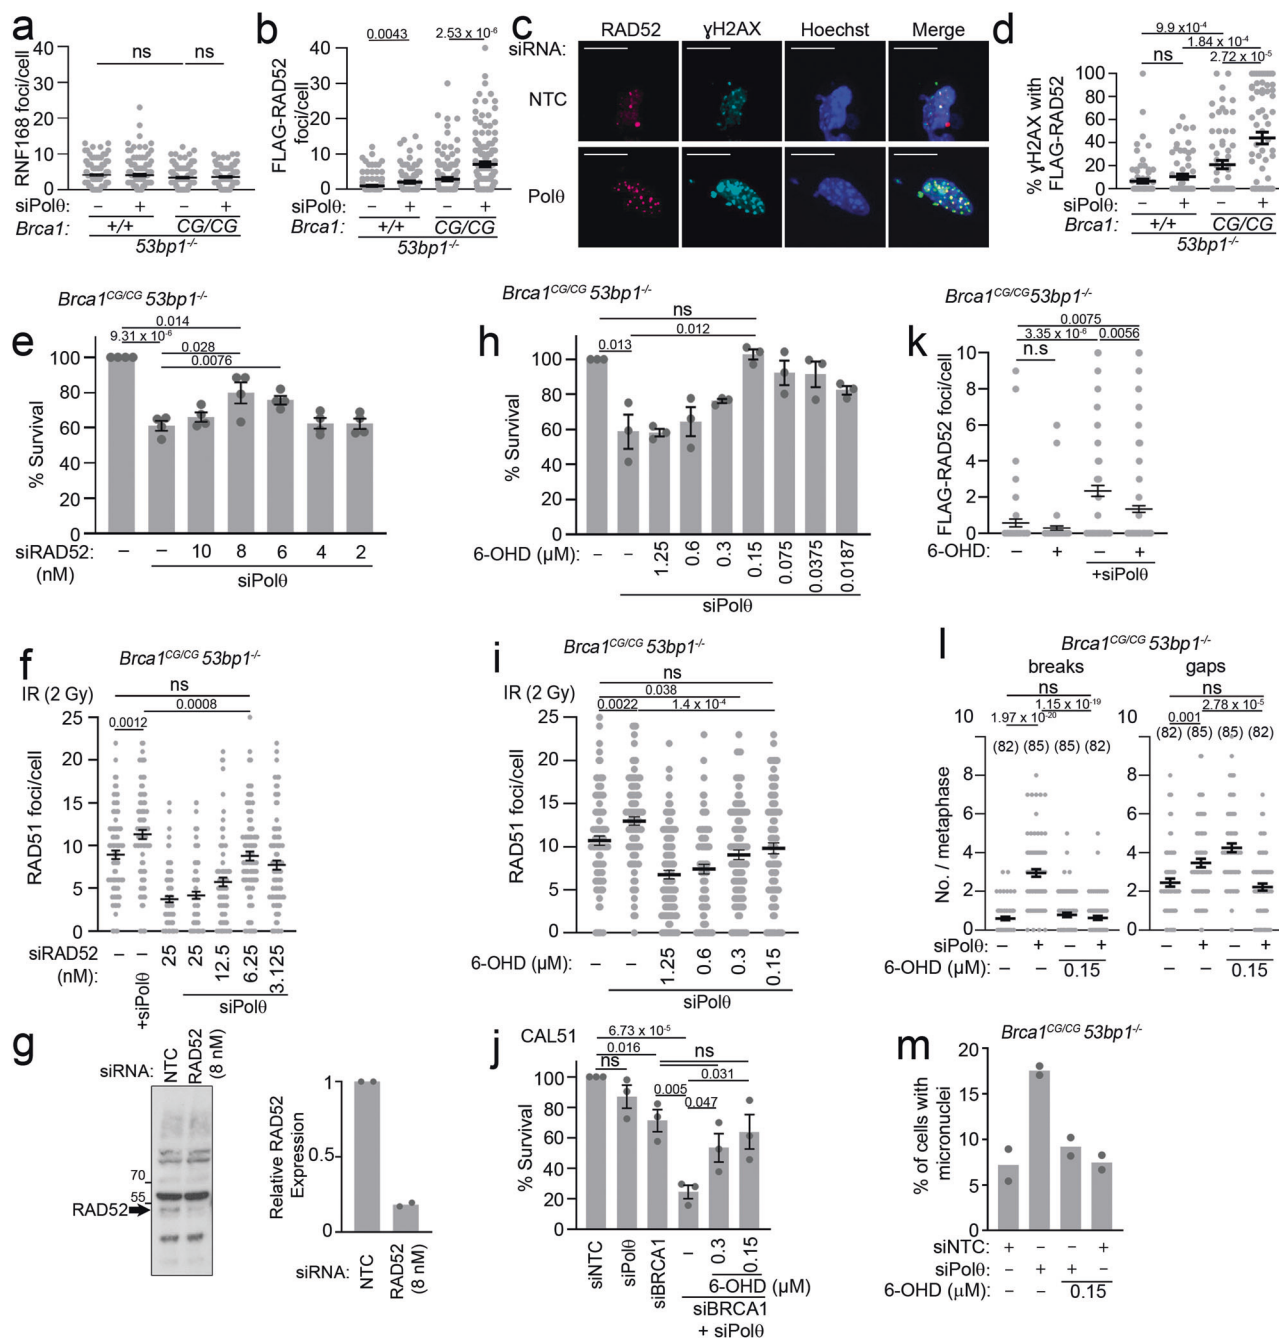 a
RNF168 foci/cell
40
30
20
10
0
ns
ns
siPolθ: – + – +
Brca1: +/+ CG/CG
53bp1-/-
b
FLAG-RAD52
foci/cell
40
30
20
10
0
0.0043
2.53 x 10-6
siPolθ: – + – +
Brca1: +/+ CG/CG
53bp1-/-
c
RAD52 ɣH2AX Hoechst Merge
siRNA:
NTC
Polθ
d
% ɣH2AX with
FLAG-RAD52
9.9 x10-4
1.84 x 10-4
ns
2.72 x 10-5
100
80
60
40
20
0
siPolθ: – + – +
Brca1: +/+ CG/CG
53bp1-/-
e
Brca1CG/CG 53bp1-/-
0.014
9.31 x 10-6
0.028
0.0076
% Survival
100
80
60
40
20
0
siRAD52: – – 10 8 6 4 2
(nM)
siPolθ
h
Brca1CG/CG 53bp1-/-
ns
0.012
0.013
% Survival
100
80
60
40
20
0
6-OHD (µM): – – 1.25 0.6 0.3 0.15 0.075 0.0375 0.0187
siPolθ
k
Brca1CG/CG 53bp1-/-
0.0075
3.35 x 10-6
0.0056
n.s
FLAG-RAD52 foci/cell
10
8
6
4
2
0
6-OHD: – + – +
+siPolθ
f
Brca1CG/CG 53bp1-/-
IR (2 Gy)
ns
0.0008
0.0012
RAD51 foci/cell
25
20
15
10
5
0
siRAD52
(nM): – – 25 25 12.5 6.25 3.125
+siPolθ
siPolθ
i
Brca1CG/CG 53bp1-/-
IR (2 Gy)
ns
0.038
0.0022
1.4 x 10-4
RAD51 foci/cell
25
20
15
10
5
0
6-OHD (µM): – – 1.25 0.6 0.3 0.15
siPolθ
l
Brca1CG/CG 53bp1-/-
breaks gaps
ns
1.15 x 10-19
1.97 x 10-20
(82) (85) (85) (82)
ns
2.78 x 10-5
0.001
(82) (85) (85) (82)
No. / metaphase
10
8
6
4
2
0
10
8
6
4
2
0
siPolθ: – + – + – + – +
6-OHD (µM): – – 0.15 – – 0.15
g
siRNA: NTC RAD52 (8 nM)
70
55
RAD52
Relative RAD52
Expression
1
0.5
0
siRNA: NTC RAD52 (8 nM)
j
CAL51
6.73 x 10-5
0.016
ns
ns
0.005
0.031
0.047
% Survival
100
80
60
40
20
0
siNTC siPolθ siBRCA1 – 0.3 0.15
6-OHD (µM)
siBRCA1
+ siPolθ
m
Brca1CG/CG 53bp1-/-
% of cells with
micronuclei
20
15
10
5
0
siNTC: + – – +
siPolθ: – + + –
6-OHD (µM): – – 0.15